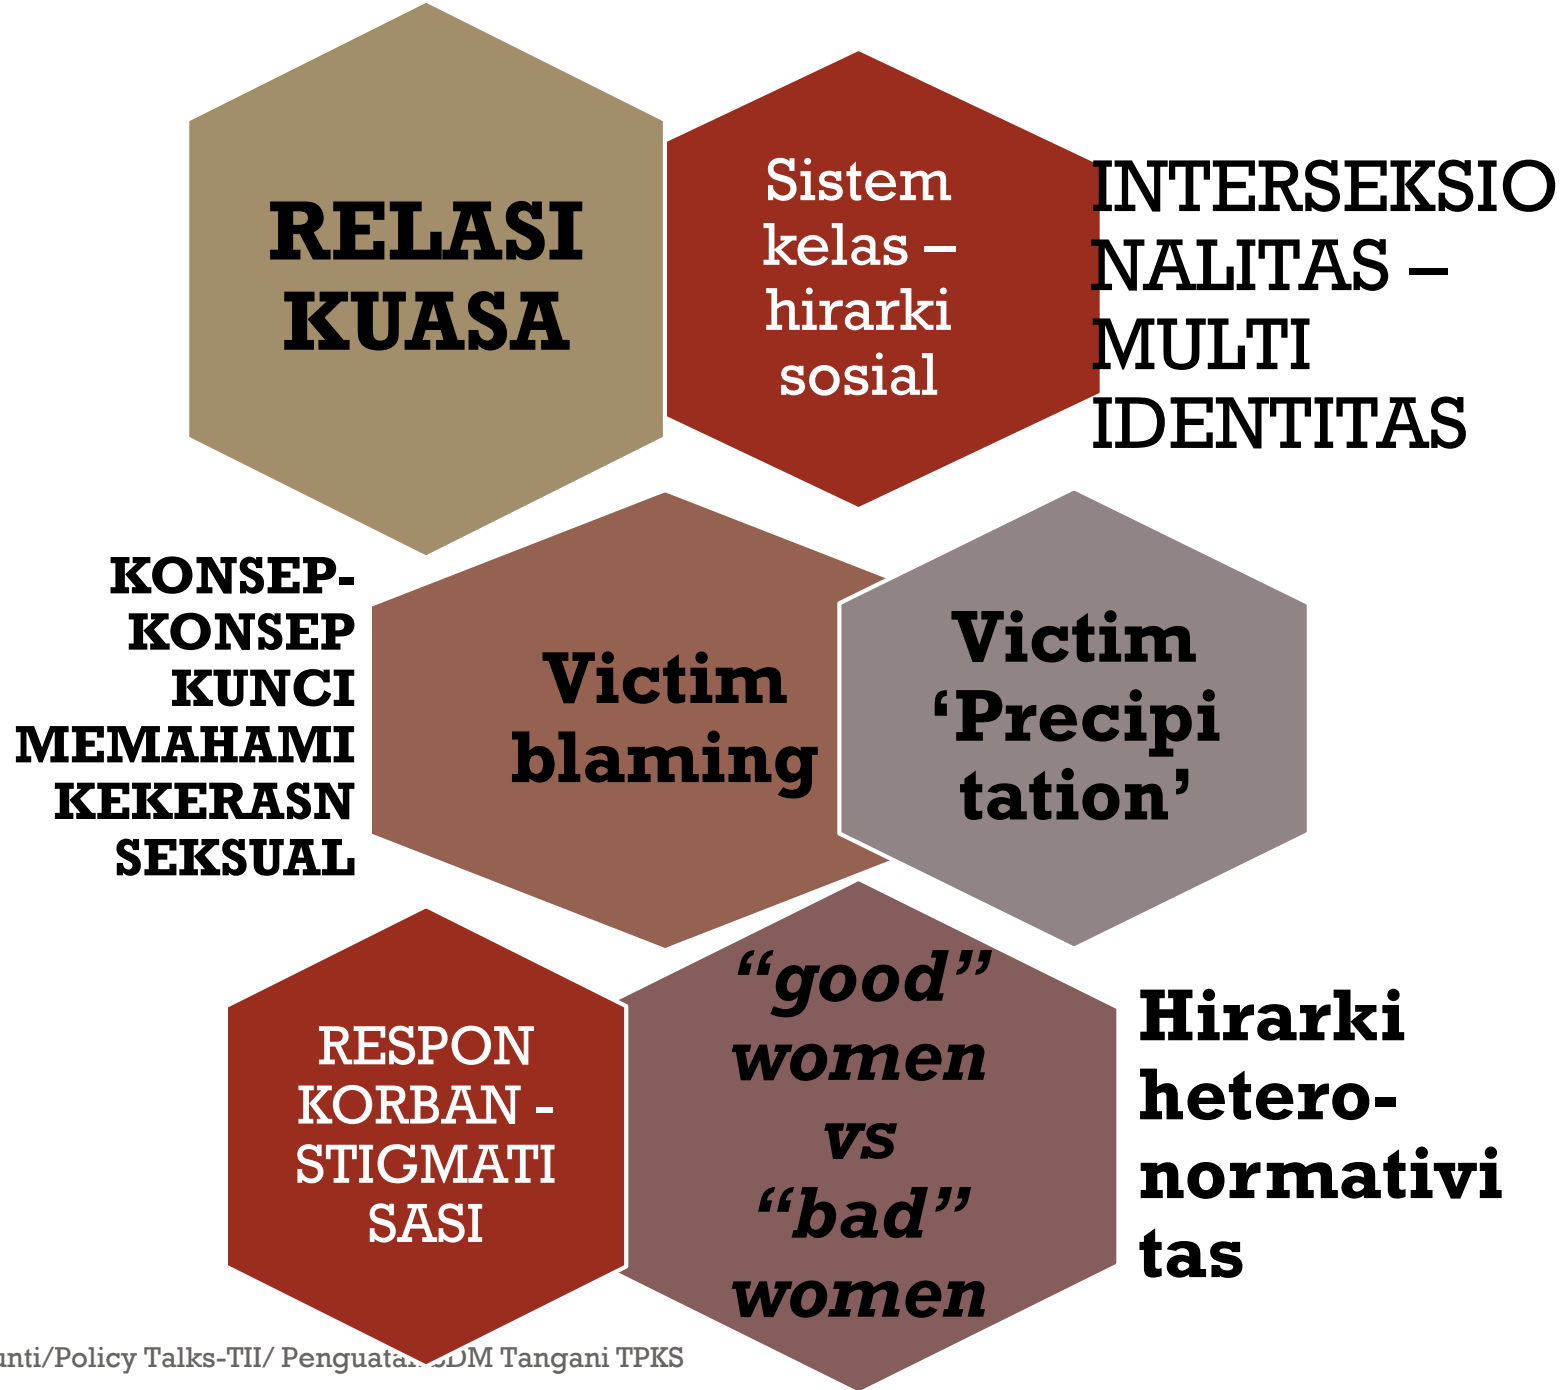 RELASI
KUASA
Sistem
kelas –
hirarki
sosial
INTERSEKSIO
NALITAS –
MULTI
IDENTITAS
KONSEP-
KONSEP
KUNCI
MEMAHAMI
KEKERASN
SEKSUAL
Victim
blaming
Victim
‘Precipi
tation’
RESPON
KORBAN -
STIGMATI
SASI
“good”
women
vs
“bad”
women
Hirarki
hetero-
normativi
tas
/Policy Talks-TII/ Tangani TPKS